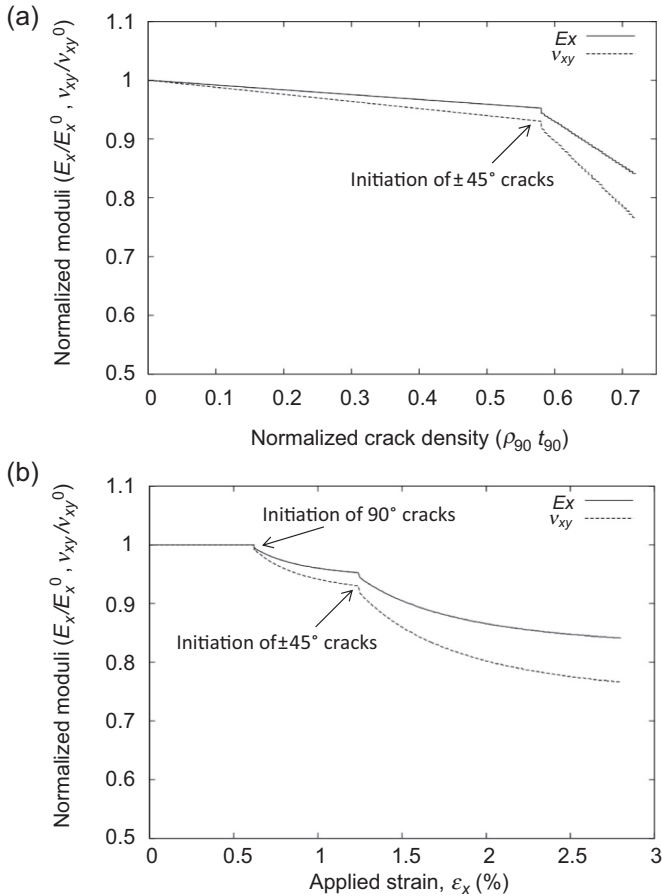 (a)
1.1
Ex
νxy
1
0.9
Initiation of ± 45° cracks
0.8
0.7
0.6
0.5
0 0.1 0.2 0.3 0.4 0.5 0.6 0.7
Normalized moduli (Ex/Ex⁰ , νxy/νxy⁰)
Normalized crack density (ρ90 t90)
(b)
1.1
Ex
νxy
Initiation of 90° cracks
1
0.9
Initiation of ±45° cracks
0.8
0.7
0.6
0.5
0 0.5 1 1.5 2 2.5 3
Normalized moduli (Ex/Ex⁰ , νxy/νxy⁰)
Applied strain, εx (%)